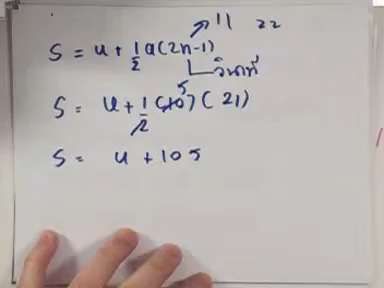 11 22
S = u + 1/2 a(2n-1)
วินาที
5
S = u + 1/2 (10) (21)
S = u + 105